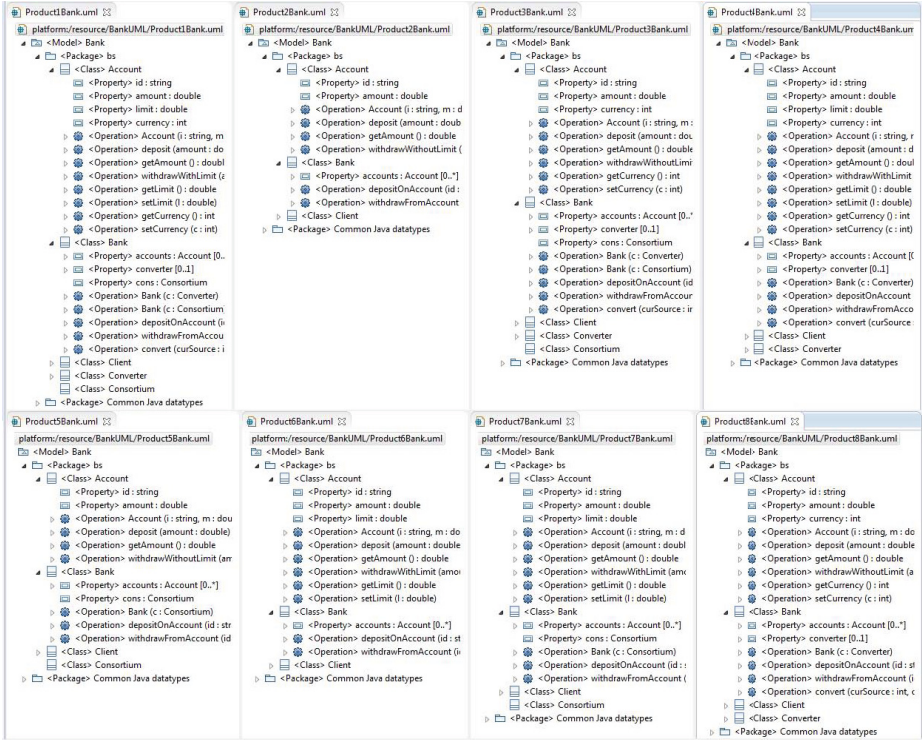 Product1Bank.uml
platform:/resource/BankUML/Product1Bank.uml
<Model> Bank
<Package> bs
<Class> Account
<Property> id : string
<Property> amount : double
<Property> limit : double
<Property> currency : int
<Operation> Account (i : string, m
<Operation> deposit (amount : do
<Operation> getAmount () : doubl
<Operation> withdrawWithLimit (a
<Operation> getLimit () : double
<Operation> setLimit (l : double)
<Operation> getCurrency () : int
<Operation> setCurrency (c : int)
<Class> Bank
<Property> accounts : Account [0..
<Property> converter [0..1]
<Property> cons : Consortium
<Operation> Bank (c : Converter)
<Operation> Bank (c : Consortium
<Operation> depositOnAccount (i
<Operation> withdrawFromAccou
<Operation> convert (curSource : i
<Class> Client
<Class> Converter
<Class> Consortium
<Package> Common Java datatypes
Product2Bank.uml
platform:/resource/BankUML/Product2Bank.uml
<Model> Bank
<Package> bs
<Class> Account
<Property> id : string
<Property> amount : double
<Operation> Account (i : string, m : d
<Operation> deposit (amount : doub
<Operation> getAmount () : double
<Operation> withdrawWithoutLimit (
<Class> Bank
<Property> accounts : Account [0..*]
<Operation> depositOnAccount (id :
<Operation> withdrawFromAccount
<Class> Client
<Package> Common Java datatypes
Product3Bank.uml
platform:/resource/BankUML/Product3Bank.uml
<Model> Bank
<Package> bs
<Class> Account
<Property> id : string
<Property> amount : double
<Property> currency : int
<Operation> Account (i : string, m :
<Operation> deposit (amount : dou
<Operation> getAmount () : double
<Operation> withdrawWithoutLimi
<Operation> getCurrency () : int
<Operation> setCurrency (c : int)
<Class> Bank
<Property> accounts : Account [0..*
<Property> converter [0..1]
<Property> cons : Consortium
<Operation> Bank (c : Converter)
<Operation> Bank (c : Consortium)
<Operation> depositOnAccount (id
<Operation> withdrawFromAccour
<Operation> convert (curSource : ir
<Class> Client
<Class> Converter
<Class> Consortium
<Package> Common Java datatypes
Product4Bank.uml
platform:/resource/BankUML/Product4Bank.um
<Model> Bank
<Package> bs
<Class> Account
<Property> id : string
<Property> amount : double
<Property> limit : double
<Property> currency : int
<Operation> Account (i : string, r
<Operation> deposit (amount : d
<Operation> getAmount () : doul
<Operation> withdrawWithLimit
<Operation> getLimit () : double
<Operation> setLimit (l : double)
<Operation> getCurrency () : int
<Operation> setCurrency (c : int)
<Class> Bank
<Property> accounts : Account [0
<Property> converter [0..1]
<Operation> Bank (c : Converter)
<Operation> depositOnAccount
<Operation> withdrawFromAcco
<Operation> convert (curSource :
<Class> Client
<Class> Converter
<Package> Common Java datatypes
Product5Bank.uml
platform:/resource/BankUML/Product5Bank.uml
<Model> Bank
<Package> bs
<Class> Account
<Property> id : string
<Property> amount : double
<Operation> Account (i : string, m : dou
<Operation> deposit (amount : double)
<Operation> getAmount () : double
<Operation> withdrawWithoutLimit (am
<Class> Bank
<Property> accounts : Account [0..*]
<Property> cons : Consortium
<Operation> Bank (c : Consortium)
<Operation> depositOnAccount (id : str
<Operation> withdrawFromAccount (id
<Class> Client
<Class> Consortium
<Package> Common Java datatypes
Product6Bank.uml
platform:/resource/BankUML/Product6Bank.uml
<Model> Bank
<Package> bs
<Class> Account
<Property> id : string
<Property> amount : double
<Property> limit : double
<Operation> Account (i : string, m : do
<Operation> deposit (amount : double
<Operation> getAmount () : double
<Operation> withdrawWithLimit (amou
<Operation> getLimit () : double
<Operation> setLimit (l : double)
<Class> Bank
<Property> accounts : Account [0..*]
<Operation> depositOnAccount (id : st
<Operation> withdrawFromAccount (i
<Class> Client
<Package> Common Java datatypes
Product7Bank.uml
platform:/resource/BankUML/Product7Bank.uml
<Model> Bank
<Package> bs
<Class> Account
<Property> id : string
<Property> amount : double
<Property> limit : double
<Operation> Account (i : string, m : d
<Operation> deposit (amount : doubl
<Operation> getAmount () : double
<Operation> withdrawWithLimit (amo
<Operation> getLimit () : double
<Operation> setLimit (l : double)
<Class> Bank
<Property> accounts : Account [0..*]
<Property> cons : Consortium
<Operation> Bank (c : Consortium)
<Operation> depositOnAccount (id :
<Operation> withdrawFromAccount (
<Class> Client
<Class> Consortium
<Package> Common Java datatypes
Product8Bank.uml
platform:/resource/BankUML/Product8Bank.uml
<Model> Bank
<Package> bs
<Class> Account
<Property> id : string
<Property> amount : double
<Property> currency : int
<Operation> Account (i : string, m : do
<Operation> deposit (amount : double
<Operation> getAmount () : double
<Operation> withdrawWithoutLimit (a
<Operation> getCurrency () : int
<Operation> setCurrency (c : int)
<Class> Bank
<Property> accounts : Account [0..*]
<Property> converter [0..1]
<Operation> Bank (c : Converter)
<Operation> depositOnAccount (id : st
<Operation> withdrawFromAccount (i
<Operation> convert (curSource : int, c
<Class> Client
<Class> Converter
<Package> Common Java datatypes